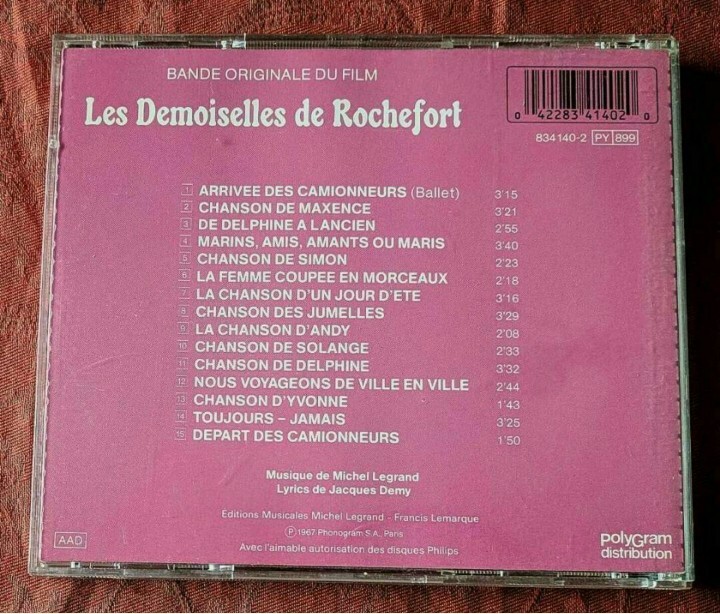 BANDE ORIGINALE DU FILM
Les Demoiselles de Rochefort
0 42283 41402 0
834140-2 PY 899
1 ARRIVEE DES CAMIONNEURS (Ballet) 3'15
2 CHANSON DE MAXENCE 3'21
3 DE DELPHINE A LANCIEN 2'55
4 MARINS, AMIS, AMANTS OU MARIS 3'40
5 CHANSON DE SIMON 2'23
6 LA FEMME COUPEE EN MORCEAUX 2'18
7 LA CHANSON D'UN JOUR D'ETE 3'16
8 CHANSON DES JUMELLES 3'29
9 LA CHANSON D'ANDY 2'08
10 CHANSON DE SOLANGE 2'33
11 CHANSON DE DELPHINE 3'32
12 NOUS VOYAGEONS DE VILLE EN VILLE 2'44
13 CHANSON D'YVONNE 1'43
14 TOUJOURS – JAMAIS 3'25
15 DEPART DES CAMIONNEURS 1'50
Musique de Michel Legrand
Lyrics de Jacques Demy
Editions Musicales Michel Legrand - Francis Lemarque
℗ 1967 Phonogram S.A., Paris
Avec l'aimable autorisation des disques Philips
AAD
polyGram
distribution